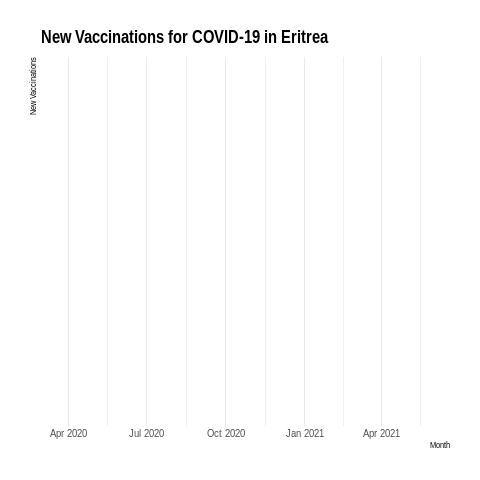 New Vaccinations for COVID-19 in Eritrea
New Vaccinations
Apr 2020 Jul 2020 Oct 2020 Jan 2021 Apr 2021
Month